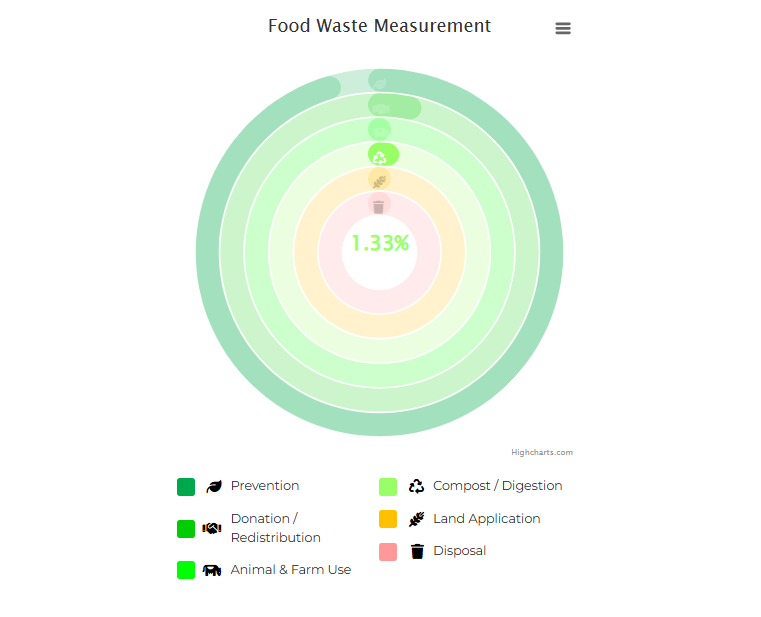 Food Waste Measurement
1.33%
Highcharts.com
Prevention
Donation /
Redistribution
Animal & Farm Use
Compost / Digestion
Land Application
Disposal